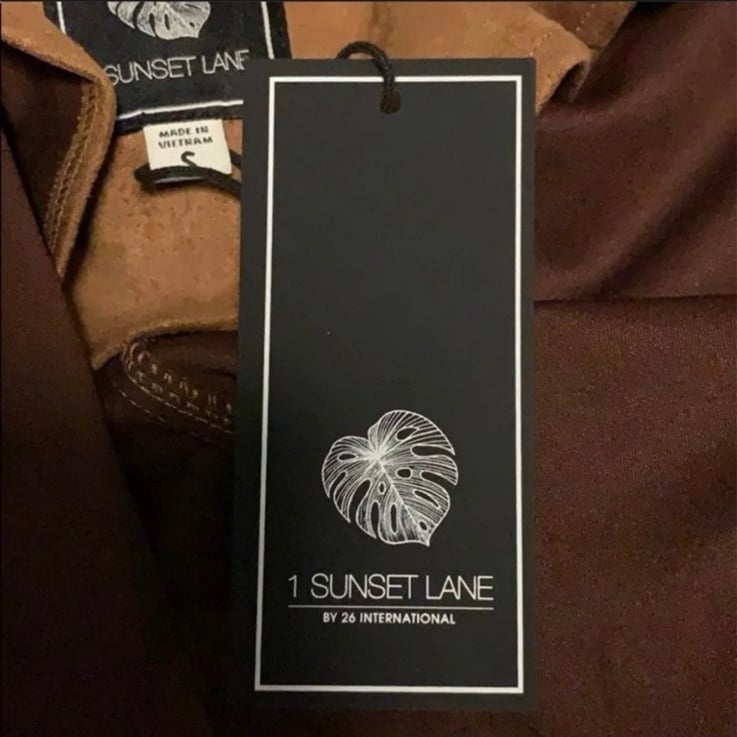 SUNSET LANE
MADE IN
VIETNAM
S
1 SUNSET LANE
BY 26 INTERNATIONAL